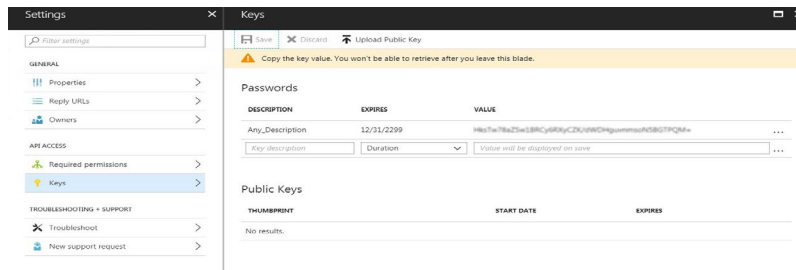 Settings
Filter settings
GENERAL
Properties
Reply URLs
Owners
API ACCESS
Required permissions
Keys
TROUBLESHOOTING + SUPPORT
Troubleshoot
New support request
Keys
Save Discard Upload Public Key
Copy the key value. You won't be able to retrieve after you leave this blade.
Passwords
DESCRIPTION EXPIRES VALUE
Any_Description 12/31/2299
Key description Duration Value will be displayed on save
Public Keys
THUMBPRINT START DATE EXPIRES
No results.